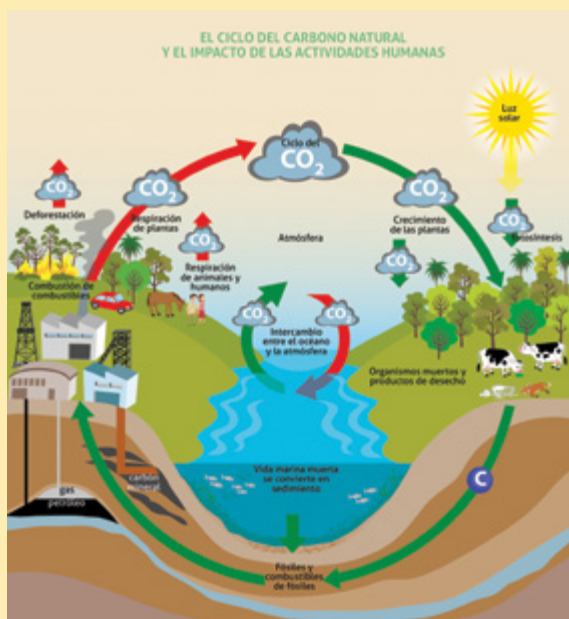 EL CICLO DEL CARBONO NATURAL
Y EL IMPACTO DE LAS ACTIVIDADES HUMANAS
Luz
solar
Ciclo del
CO2
CO2
CO2
CO2
Deforestación
Respiración
de plantas
CO2
Atmósfera
Crecimiento
de las plantas
CO2
Fotosíntesis
CO2
Respiración
de animales y
humanos
Combustión de
combustibles
CO2
CO2
Intercambio
entre el océano
y la atmósfera
Organismos muertos y
productos de desecho
Vida marina muerta
se convierte en
sedimiento
C
gas
petróleo
carbón
mineral
Fósiles y
combustibles
de fósiles